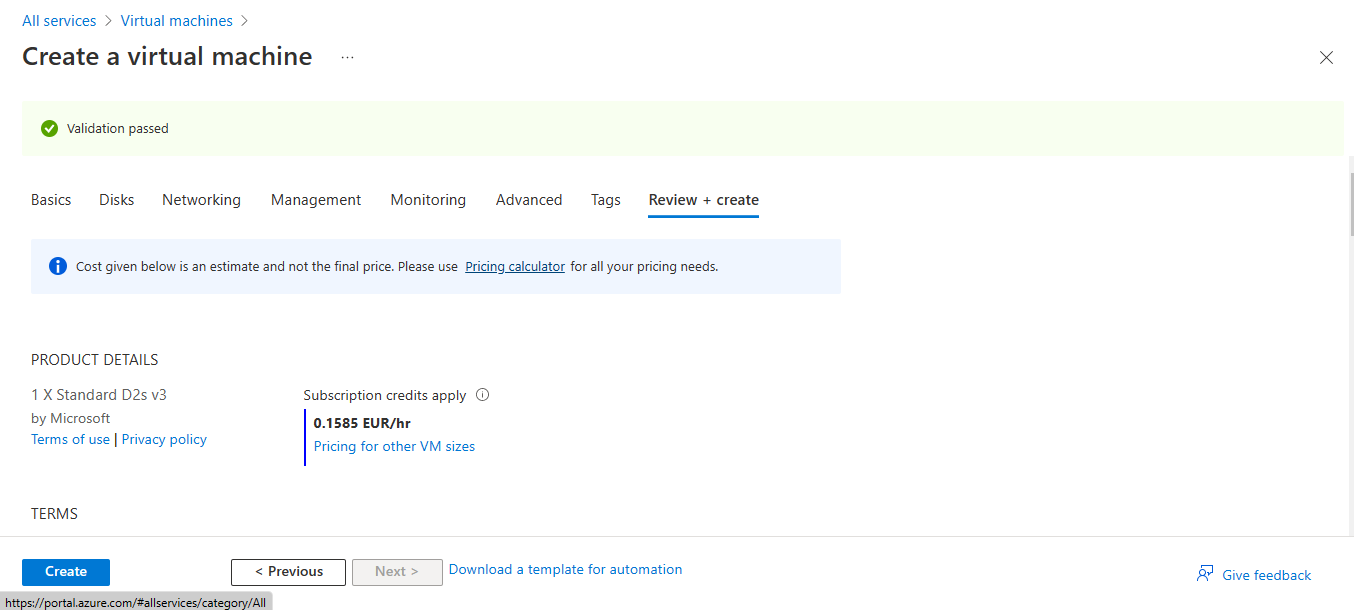 All services > Virtual machines >
Create a virtual machine ...
Validation passed
Basics Disks Networking Management Monitoring Advanced Tags Review + create
Cost given below is an estimate and not the final price. Please use Pricing calculator for all your pricing needs.
PRODUCT DETAILS
1 X Standard D2s v3
by Microsoft
Terms of use | Privacy policy
Subscription credits apply
0.1585 EUR/hr
Pricing for other VM sizes
TERMS
Create < Previous Next > Download a template for automation Give feedback
https://portal.azure.com/#allservices/category/All